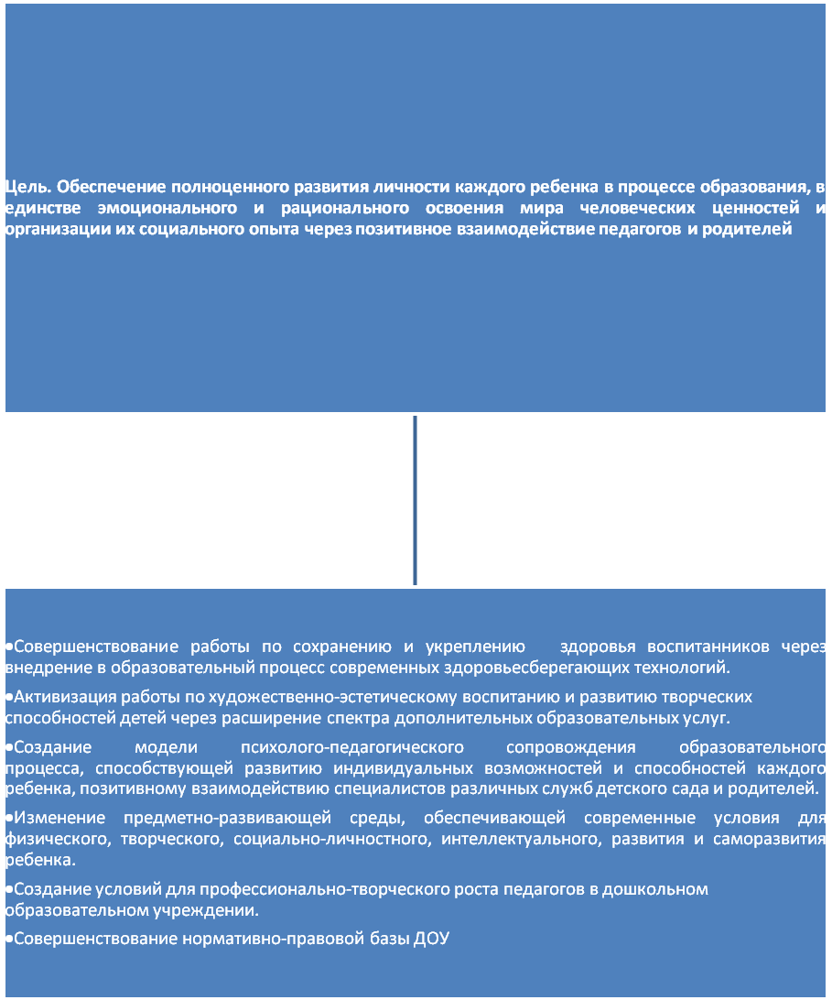 Цель. Обеспечение полноценного развития личности каждого ребенка в процессе образования, в
единстве эмоционального и рационального освоения мира человеческих ценностей и
организации их социального опыта через позитивное взаимодействие педагогов и родителей
•Совершенствование работы по сохранению и укреплению здоровья воспитанников через
внедрение в образовательный процесс современных здоровьесберегающих технологий.
•Активизация работы по художественно-эстетическому воспитанию и развитию творческих
способностей детей через расширение спектра дополнительных образовательных услуг.
•Создание модели психолого-педагогического сопровождения образовательного
процесса, способствующей развитию индивидуальных возможностей и способностей каждого
ребенка, позитивному взаимодействию специалистов различных служб детского сада и родителей.
•Изменение предметно-развивающей среды, обеспечивающей современные условия для
физического, творческого, социально-личностного, интеллектуального, развития и саморазвития
ребенка.
•Создание условий для профессионально-творческого роста педагогов в дошкольном
образовательном учреждении.
•Совершенствование нормативно-правовой базы ДОУ